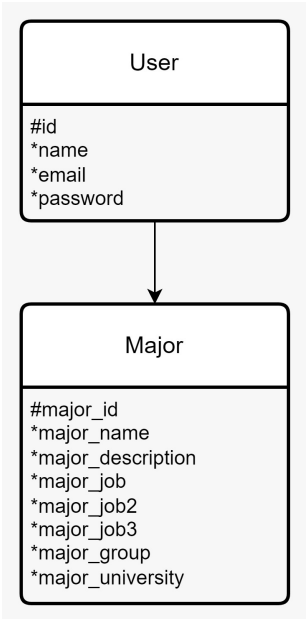 User
#id
*name
*email
*password
Major
#major_id
*major_name
*major_description
*major_job
*major_job2
*major_job3
*major_group
*major_university